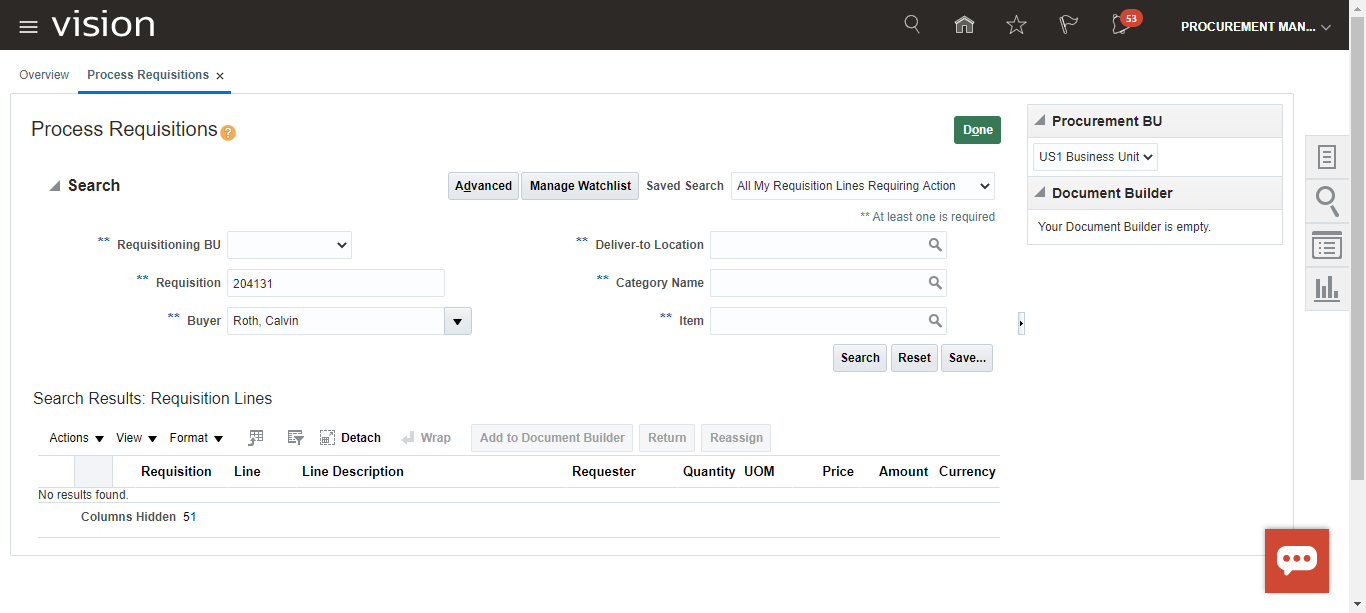 vision
53
PROCUREMENT MAN...
Overview
Process Requisitions ×
Process Requisitions ?
Done
Search
Advanced Manage Watchlist Saved Search All My Requisition Lines Requiring Action
** At least one is required
** Requisitioning BU
** Deliver-to Location
** Requisition 204131
** Category Name
** Buyer Roth, Calvin
** Item
Search Reset Save...
Search Results: Requisition Lines
Actions View Format Detach Wrap Add to Document Builder Return Reassign
Requisition Line Line Description Requester Quantity UOM Price Amount Currency
No results found.
Columns Hidden 51
Procurement BU
US1 Business Unit
Document Builder
Your Document Builder is empty.